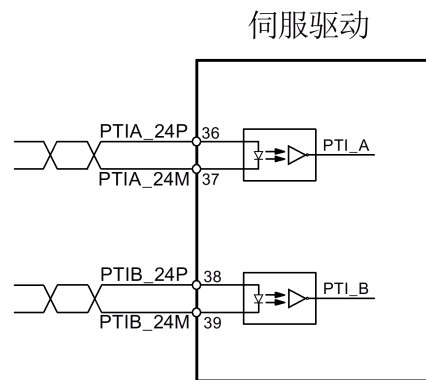 伺服驱动
PTIA_24P 36
PTI_A
PTIA_24M 37
PTIB_24P 38
PTI_B
PTIB_24M 39